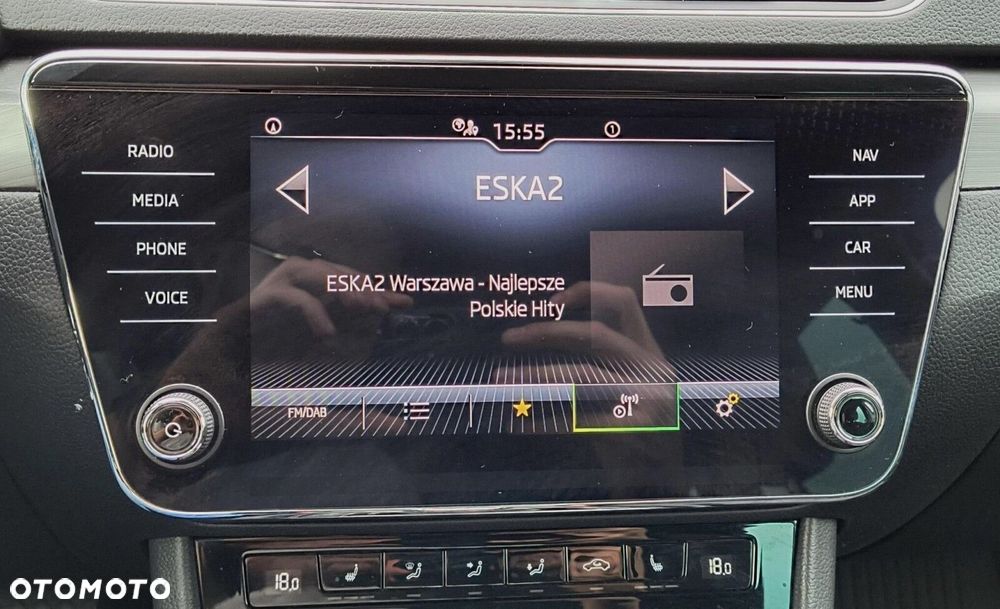 15:55
1
RADIO
MEDIA
PHONE
VOICE
ESKA2
ESKA2 Warszawa - Najlepsze
Polskie Hity
FM/DAB
NAV
APP
CAR
MENU
18.0
18.0
OTOMOTO